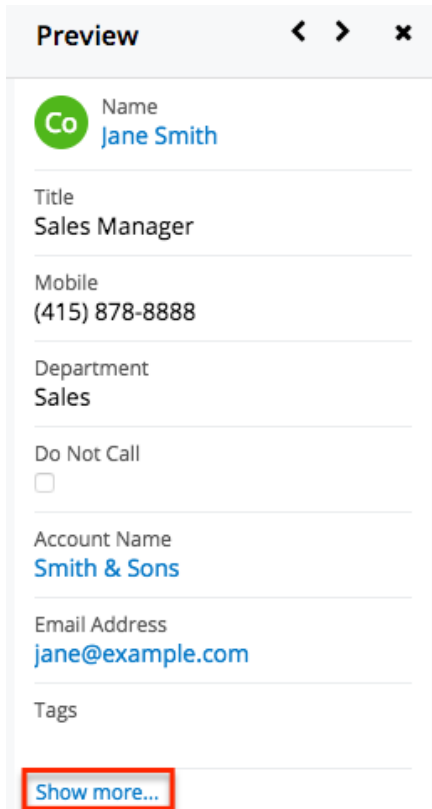 Preview
Co
Name
Jane Smith
Title
Sales Manager
Mobile
(415) 878-8888
Department
Sales
Do Not Call
Account Name
Smith & Sons
Email Address
jane@example.com
Tags
Show more...